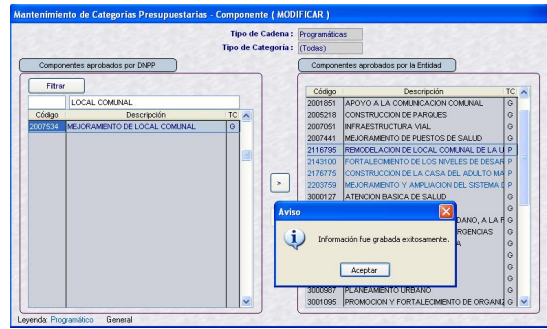 Mantenimiento de Categorias Presupuestarias - Componente ( MODIFICAR )
Tipo de Cadena : Programáticas
Tipo de Categoría : (Todas)
Componentes aprobados por DNPP
Filtrar
LOCAL COMUNAL
Código Descripción TC
2007534 MEJORAMIENTO DE LOCAL COMUNAL G
>
Componentes aprobados por la Entidad
Código Descripción TC
2001851 APOYO A LA COMUNICACION COMUNAL G
2005218 CONSTRUCCION DE PARQUES G
2007051 INFRAESTRUCTURA VIAL G
2007441 MEJORAMIENTO DE PUESTOS DE SALUD G
2116795 REMODELACION DE LOCAL COMUNAL DE LA U P
2143100 FORTALECIMIENTO DE LOS NIVELES DE DESAR P
2176775 CONSTRUCCION DE LA CASA DEL ADULTO MA P
2203759 MEJORAMIENTO Y AMPLIACION DEL SISTEMA D P
3000127 ATENCION BASICA DE SALUD G
G
DANO, A LA F G
RGENCIAS G
A G
G
G
G
3000987 PLANEAMIENTO URBANO G
3001095 PROMOCION Y FORTALECIMIENTO DE ORGANIZ G
Aviso
Información fue grabada exitosamente.
Aceptar
Leyenda: Programático General